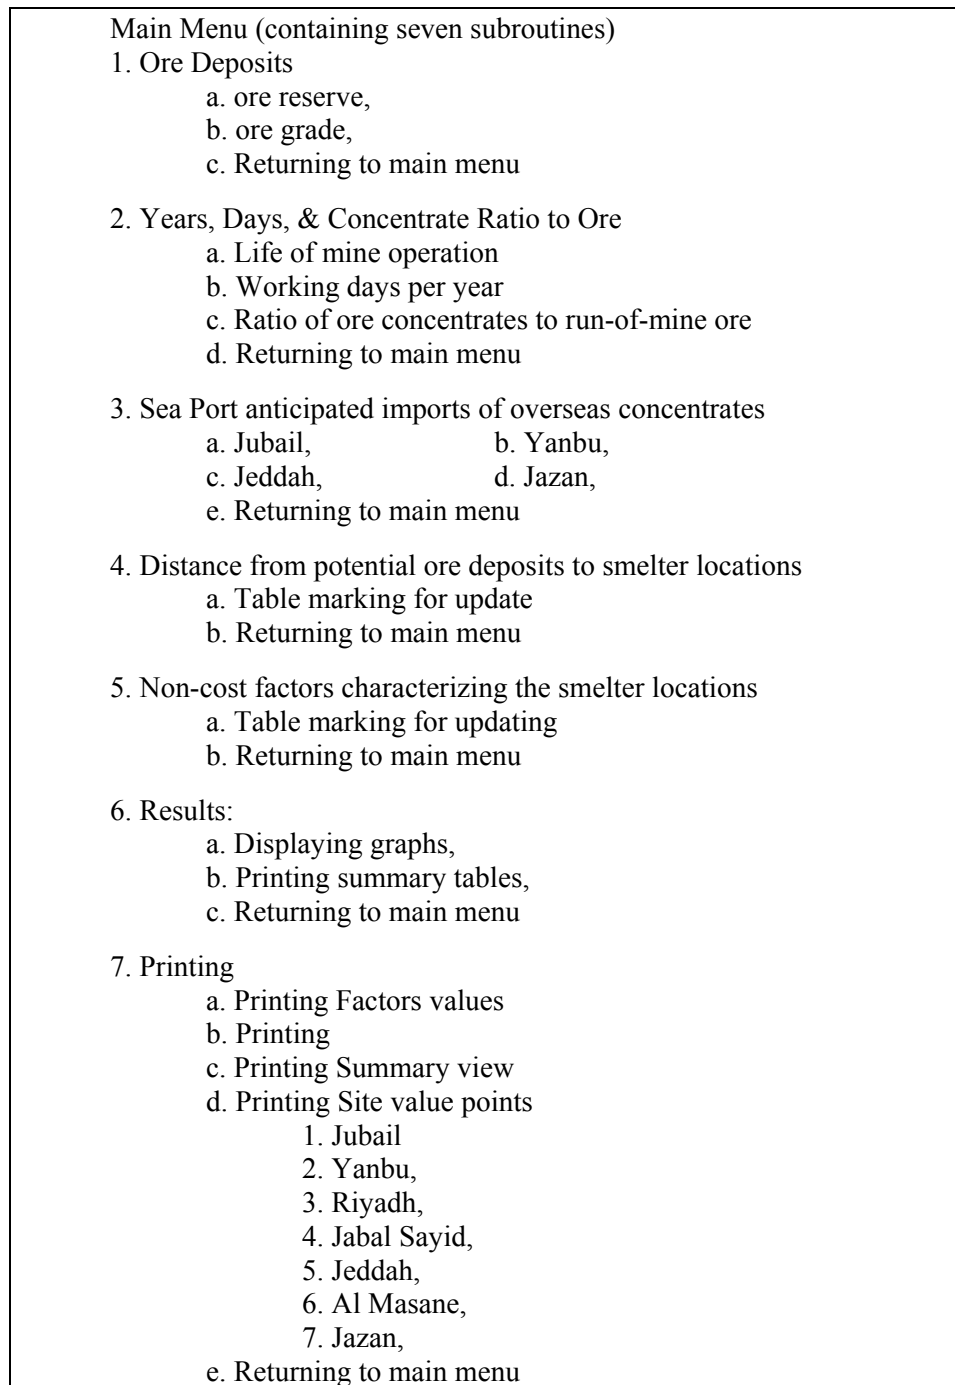 Main Menu (containing seven subroutines)
1. Ore Deposits
a. ore reserve,
b. ore grade,
c. Returning to main menu
2. Years, Days, & Concentrate Ratio to Ore
a. Life of mine operation
b. Working days per year
c. Ratio of ore concentrates to run-of-mine ore
d. Returning to main menu
3. Sea Port anticipated imports of overseas concentrates
a. Jubail, b. Yanbu,
c. Jeddah, d. Jazan,
e. Returning to main menu
4. Distance from potential ore deposits to smelter locations
a. Table marking for update
b. Returning to main menu
5. Non-cost factors characterizing the smelter locations
a. Table marking for updating
b. Returning to main menu
6. Results:
a. Displaying graphs,
b. Printing summary tables,
c. Returning to main menu
7. Printing
a. Printing Factors values
b. Printing
c. Printing Summary view
d. Printing Site value points
1. Jubail
2. Yanbu,
3. Riyadh,
4. Jabal Sayid,
5. Jeddah,
6. Al Masane,
7. Jazan,
e. Returning to main menu